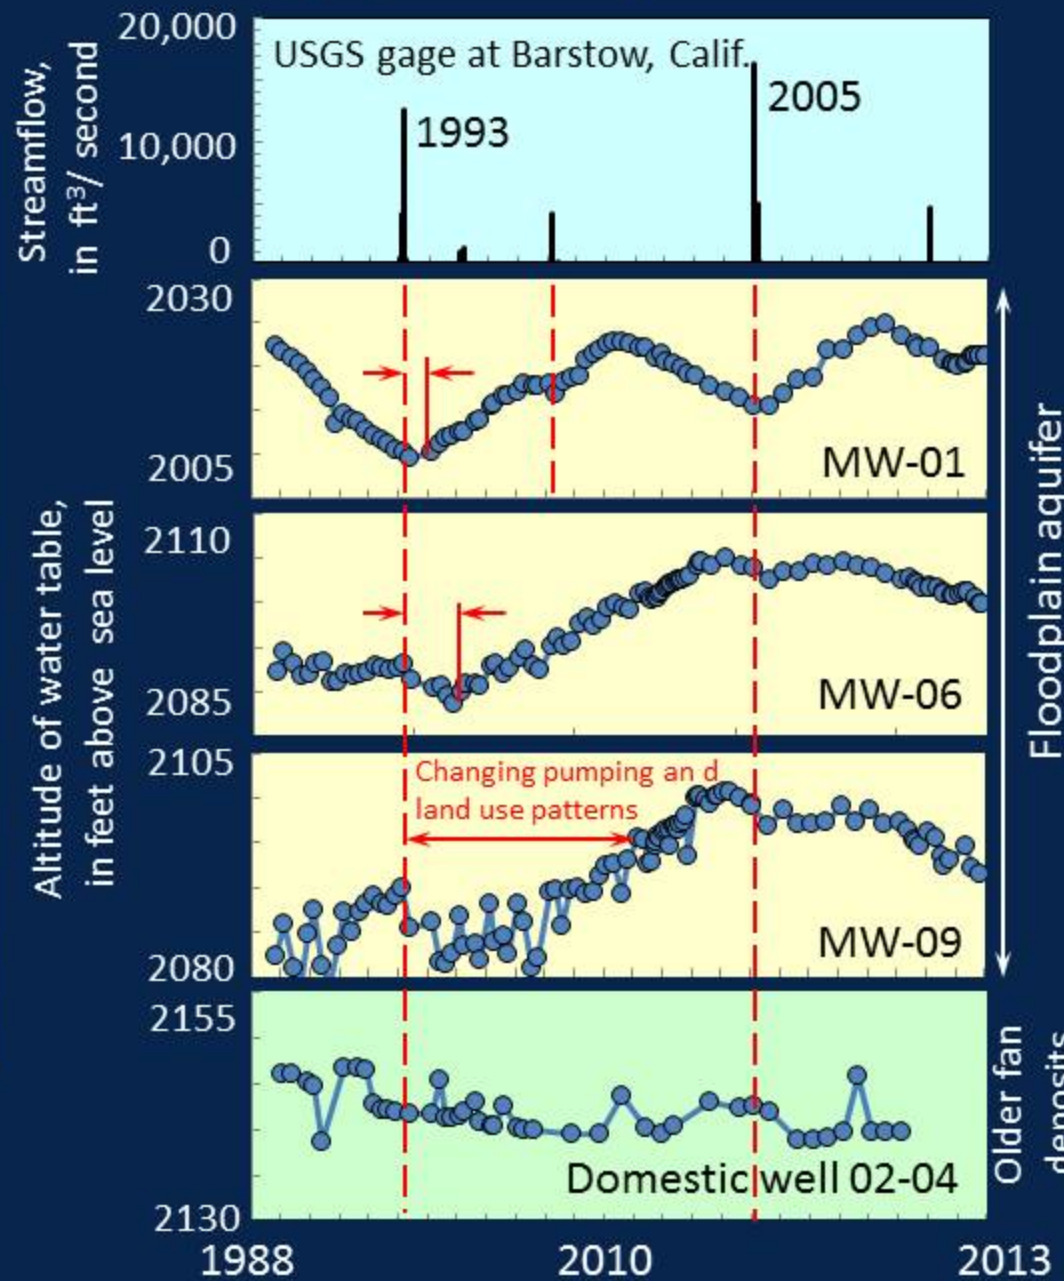 Streamflow,
in ft³/ second
20,000
10,000
0
USGS gage at Barstow, Calif.
1993
2005
Altitude of water table,
in feet above sea level
2030
2005
MW-01
2110
2085
MW-06
2105
2080
Changing pumping an d
land use patterns
MW-09
Floodplain aquifer
2155
2130
Domestic well 02-04
Older fan
deposits
1988
2010
2013